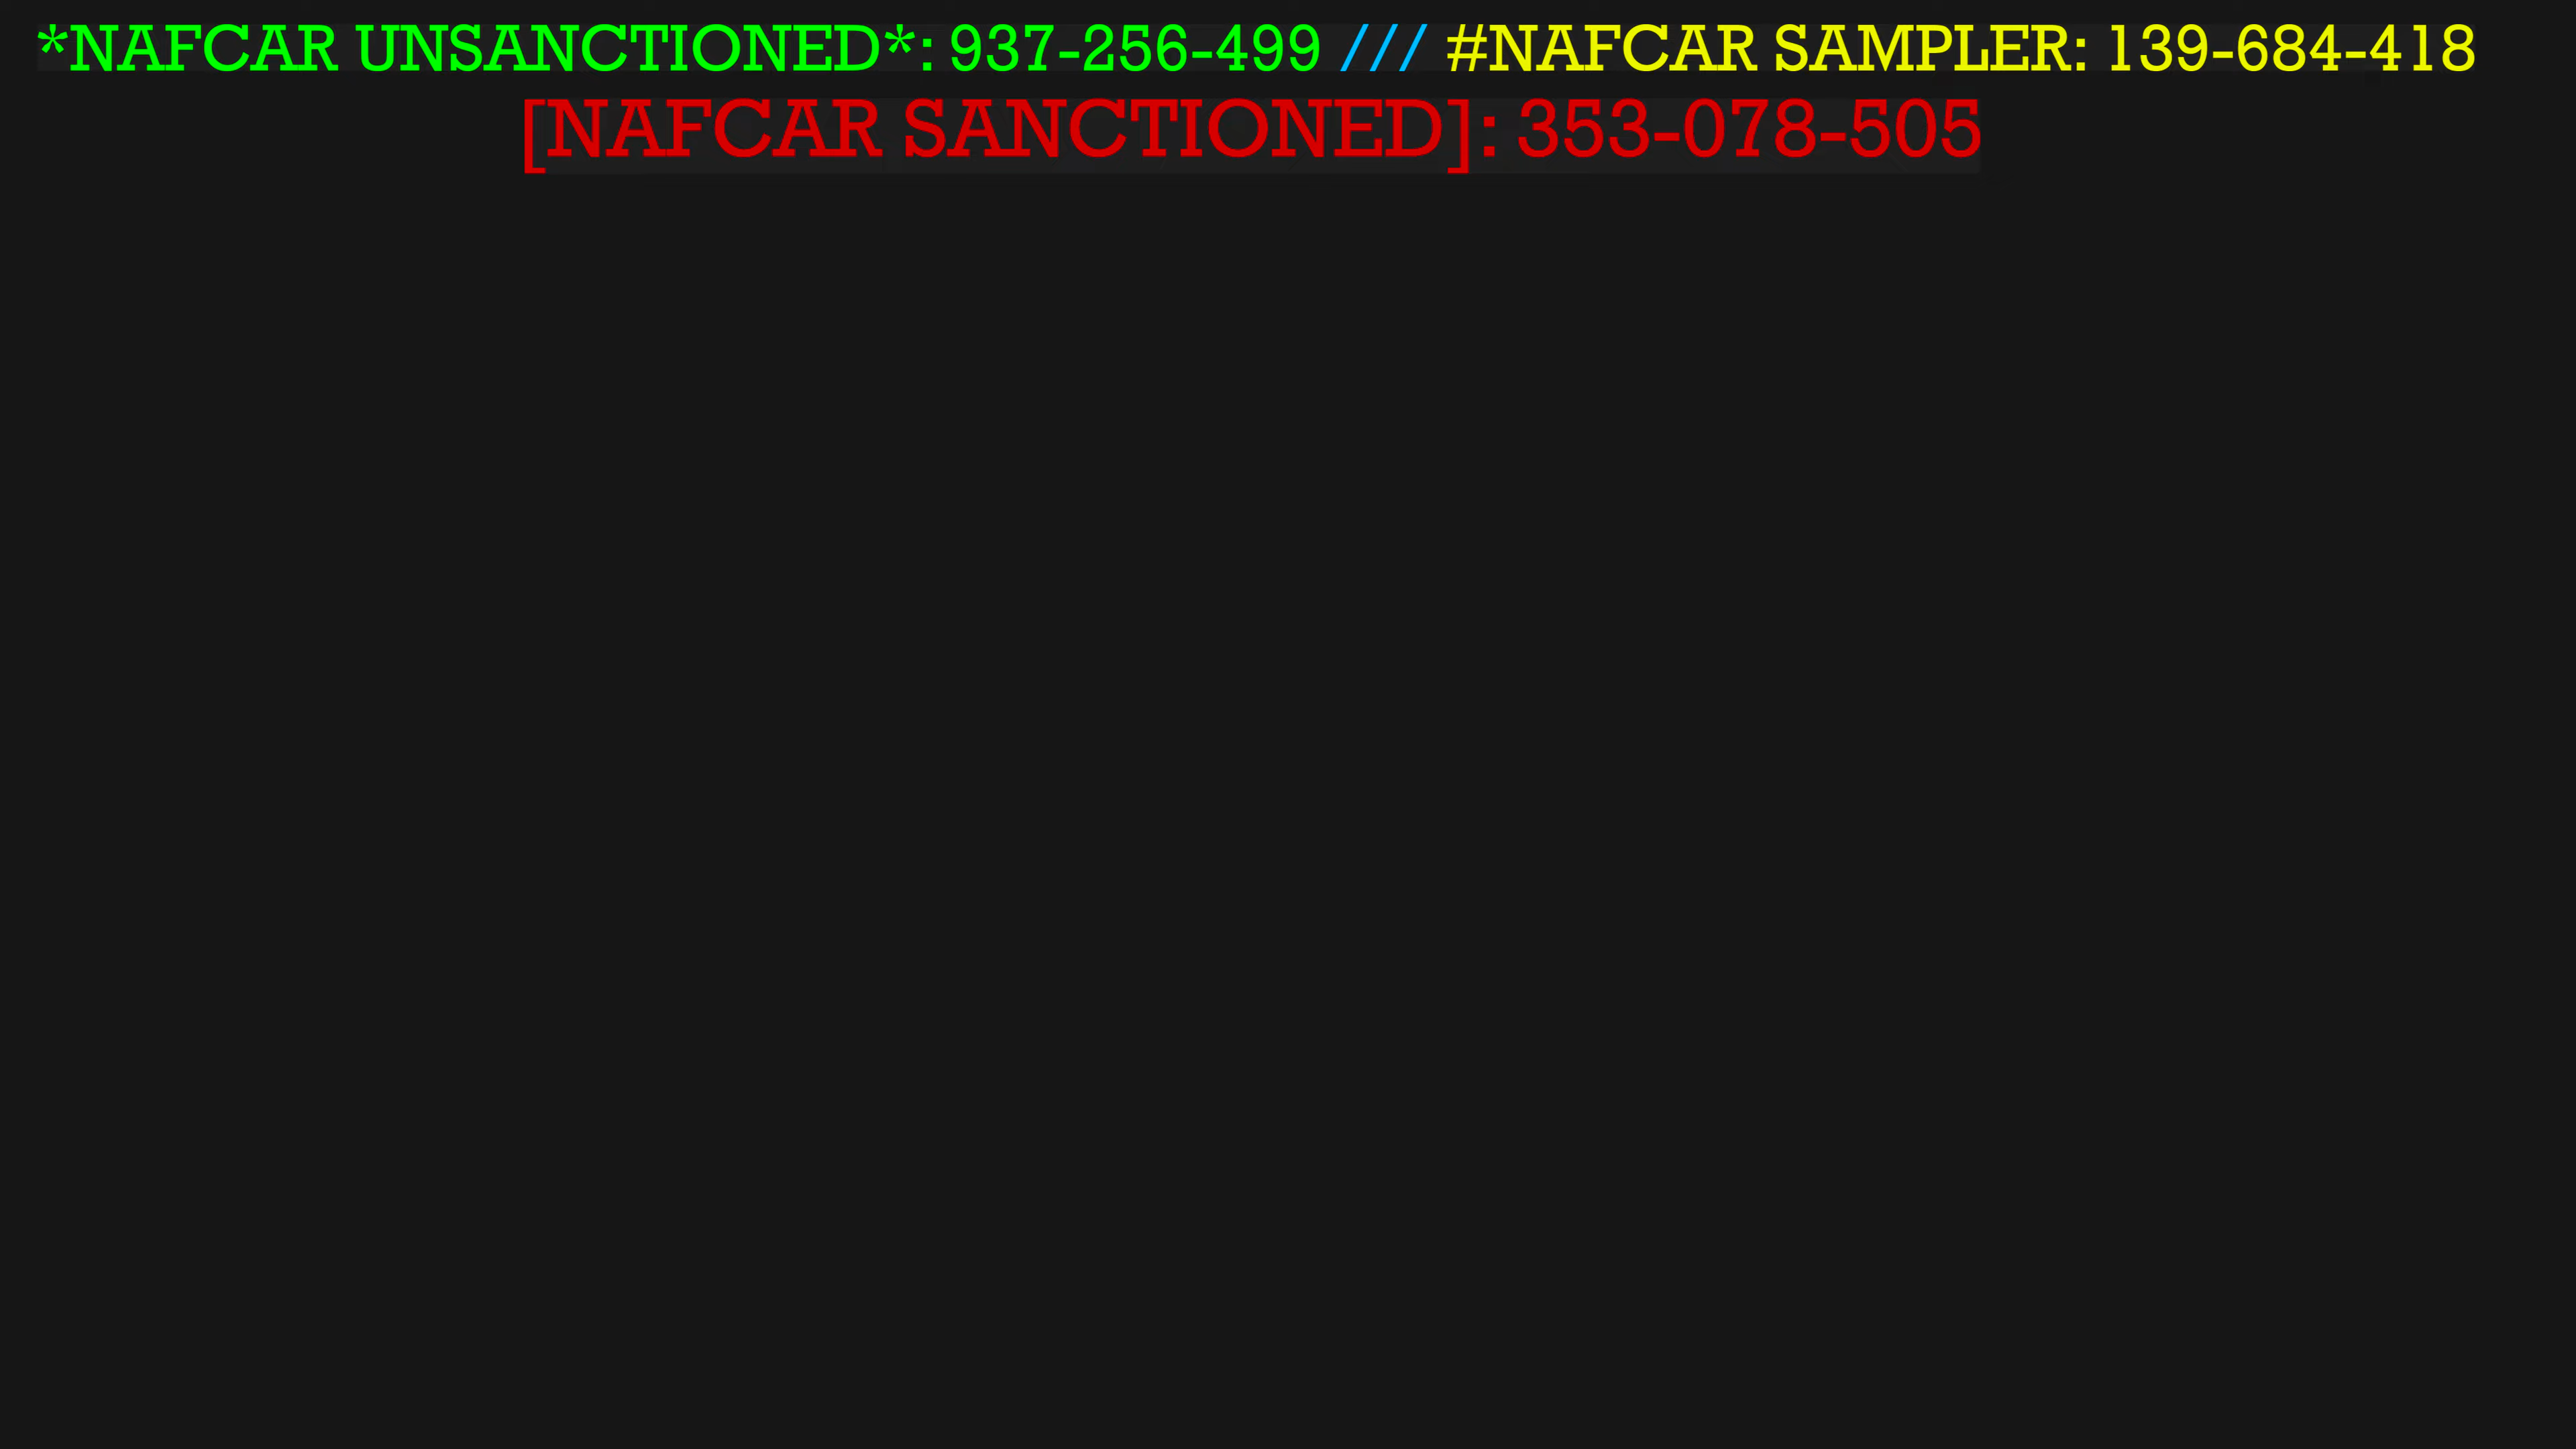 *NAFCAR UNSANCTIONED*: 937-256-499 /// #NAFCAR SAMPLER: 139-684-418
[NAFCAR SANCTIONED]: 353-078-505